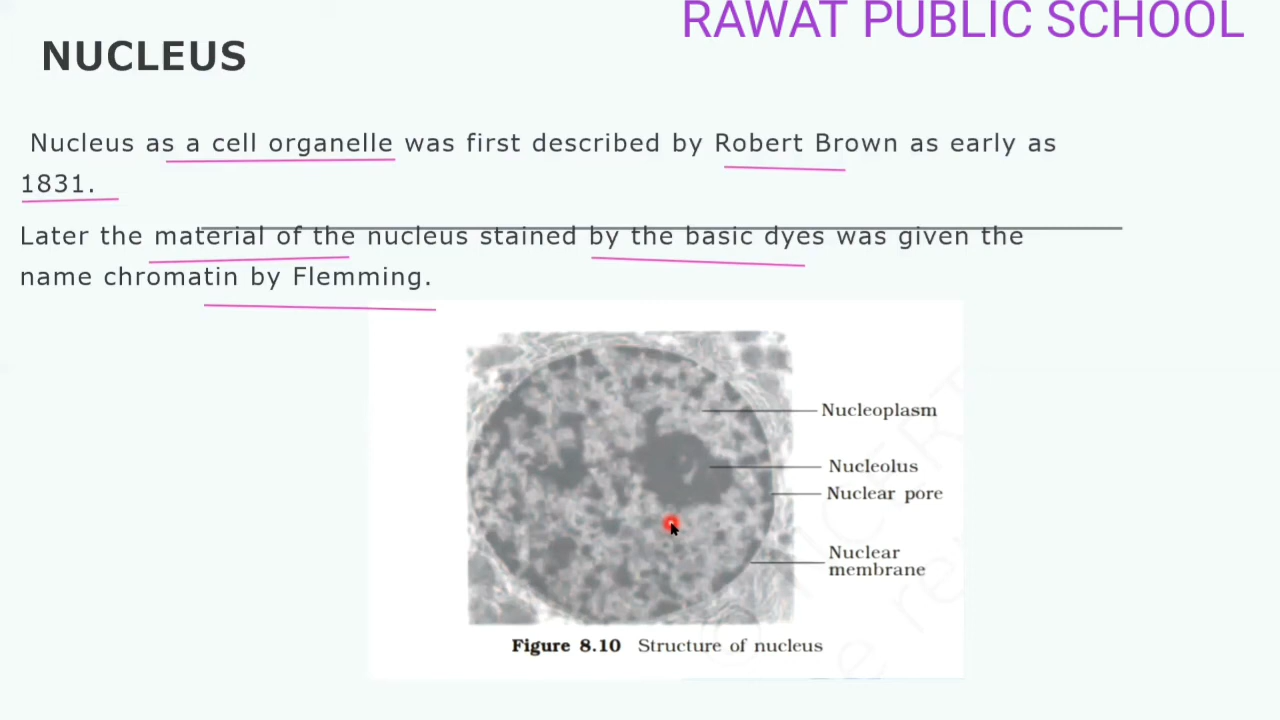 RAWAT PUBLIC SCHOOL
NUCLEUS
Nucleus as a cell organelle was first described by Robert Brown as early as
1831.
Later the material of the nucleus stained by the basic dyes was given the
name chromatin by Flemming.
Nucleoplasm
Nucleolus
Nuclear pore
Nuclear
membrane
Figure 8.10 Structure of nucleus